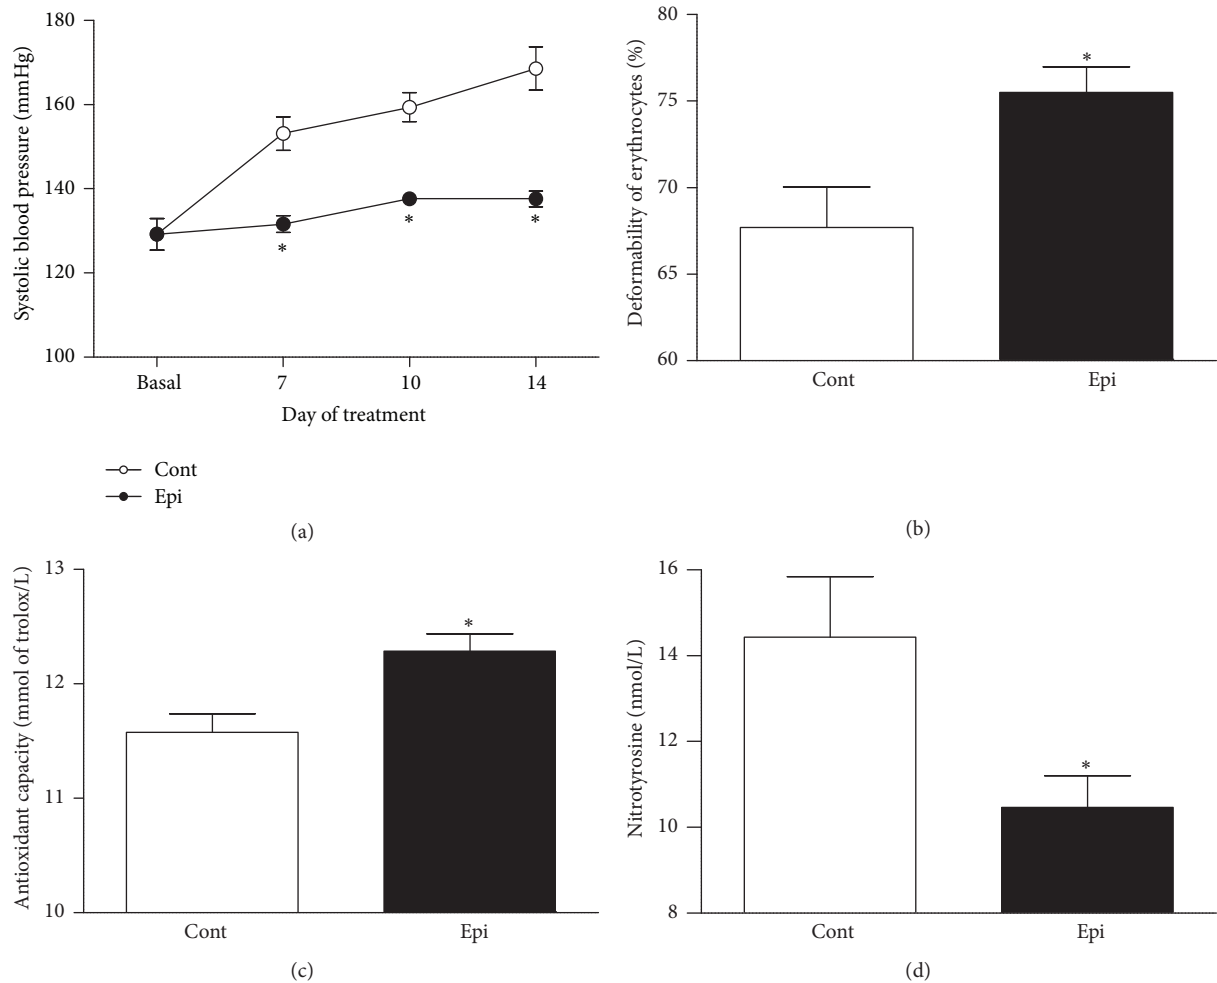 Systolic blood pressure (mmHg)
180
160
140
120
100
*
*
*
Basal
7
10
14
Day of treatment
Cont
Epi
(a)
Deformability of erythrocytes (%)
80
75
70
65
60
*
Cont
Epi
(b)
Antioxidant capacity (mmol of trolox/L)
13
12
11
10
*
Cont
Epi
(c)
Nitrotyrosine (nmol/L)
16
14
12
10
8
*
Cont
Epi
(d)